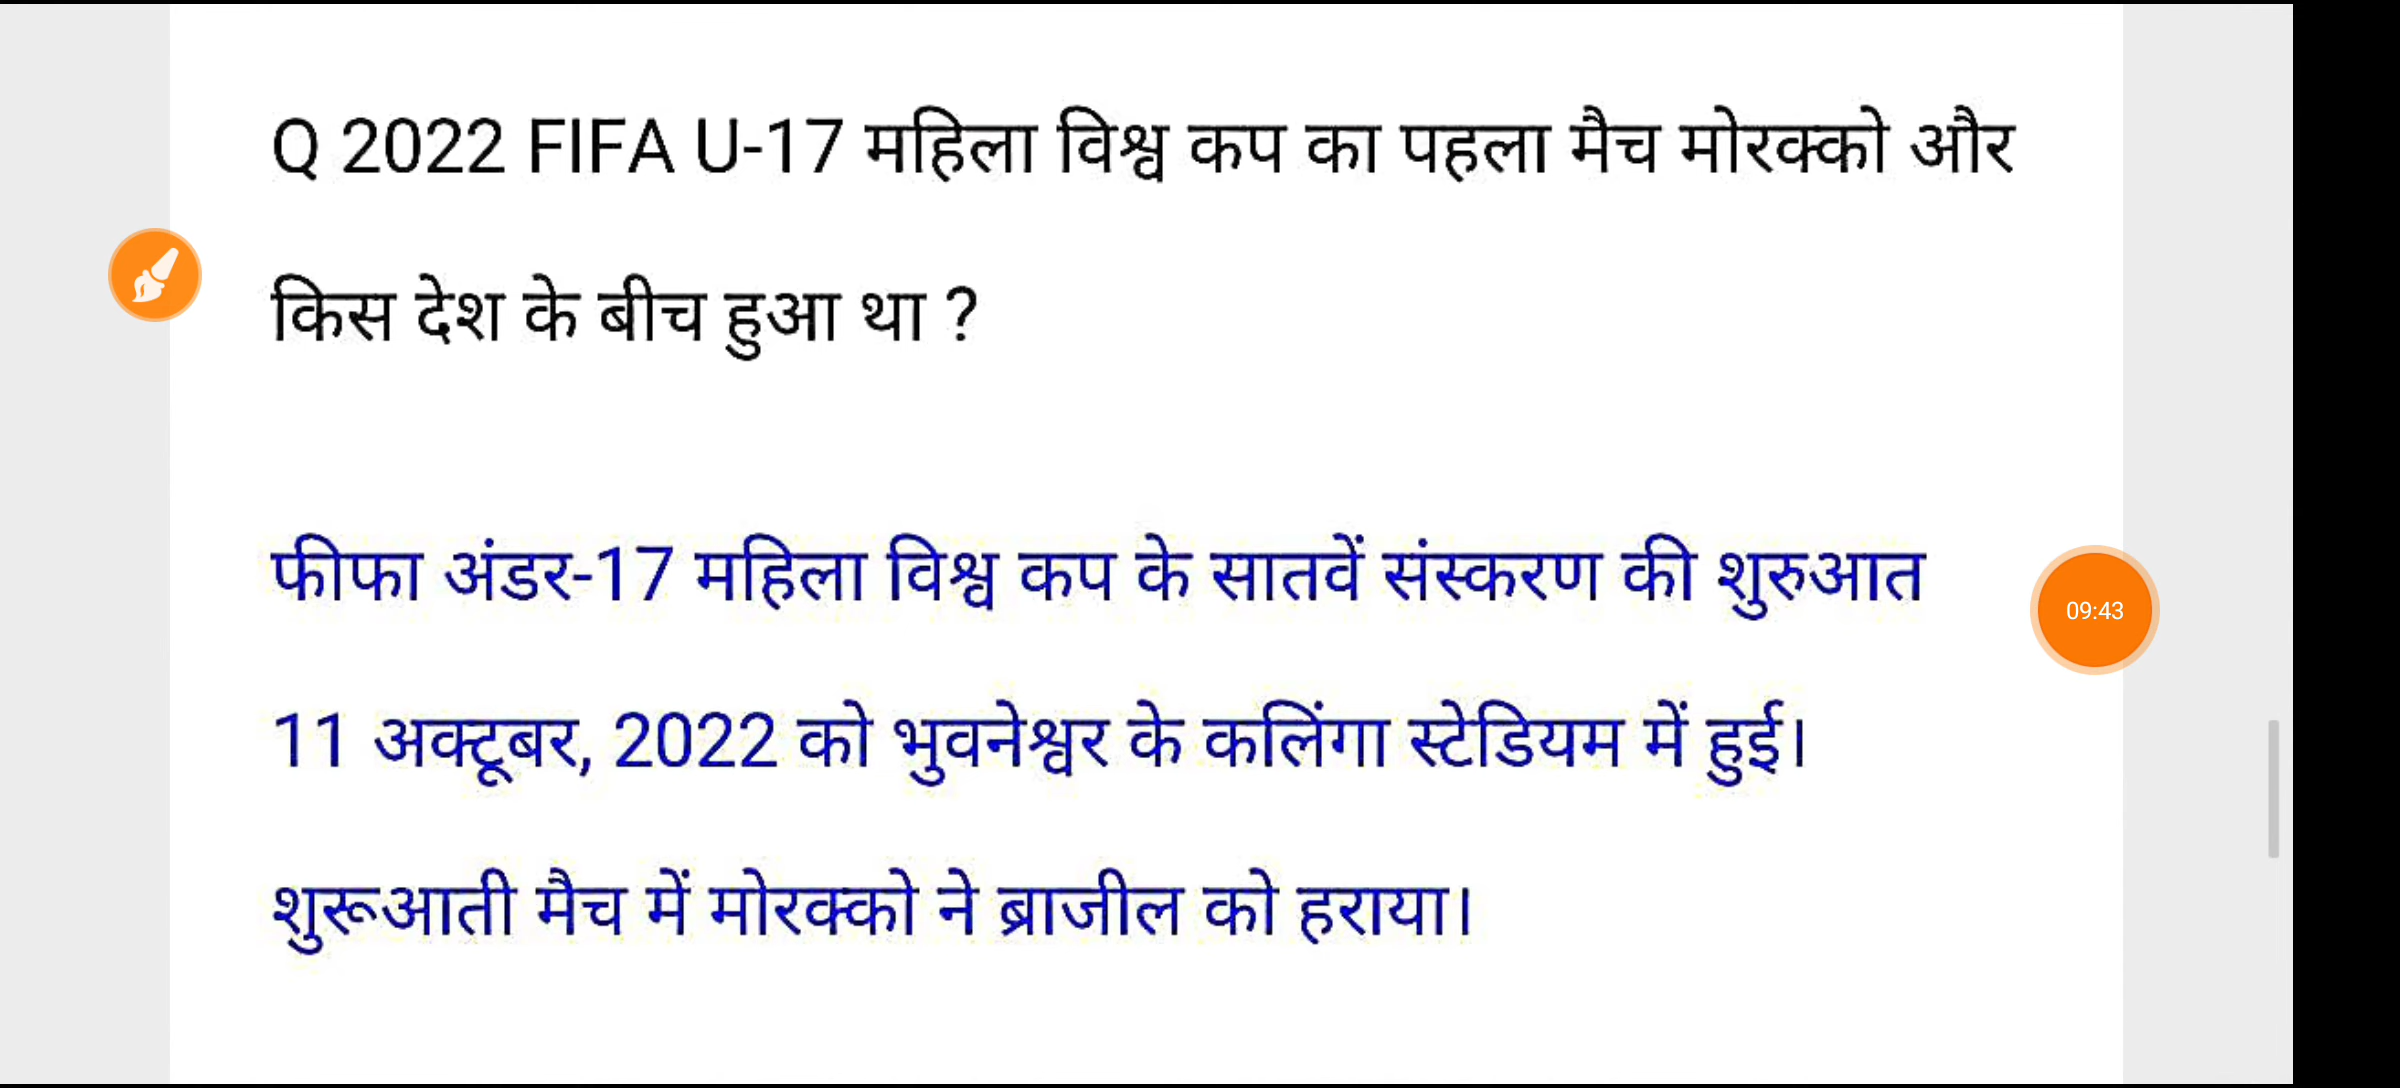 Q 2022 FIFA U-17 महिला विश्व कप का पहला मैच मोरक्को और
किस देश के बीच हुआ था ?
फीफा अंडर-17 महिला विश्व कप के सातवें संस्करण की शुरुआत
09:43
11 अक्टूबर, 2022 को भुवनेश्वर के कलिंगा स्टेडियम में हुई।
शुरूआती मैच में मोरक्को ने ब्राजील को हराया।